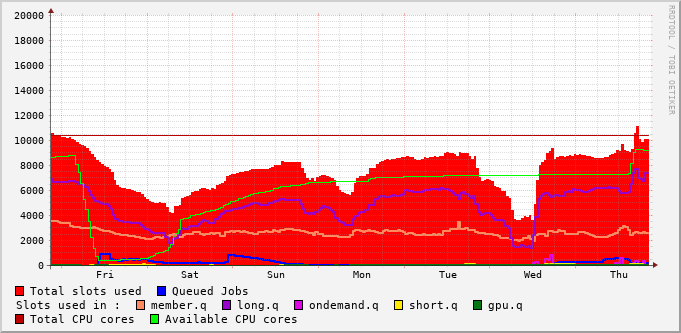 20000
18000
16000
14000
12000
10000
8000
6000
4000
2000
0
Fri Sat Sun Mon Tue Wed Thu
RRDTOOL / TOBI OETIKER
Total slots used Queued Jobs
Slots used in : member.q long.q ondemand.q short.q gpu.q
Total CPU cores Available CPU cores